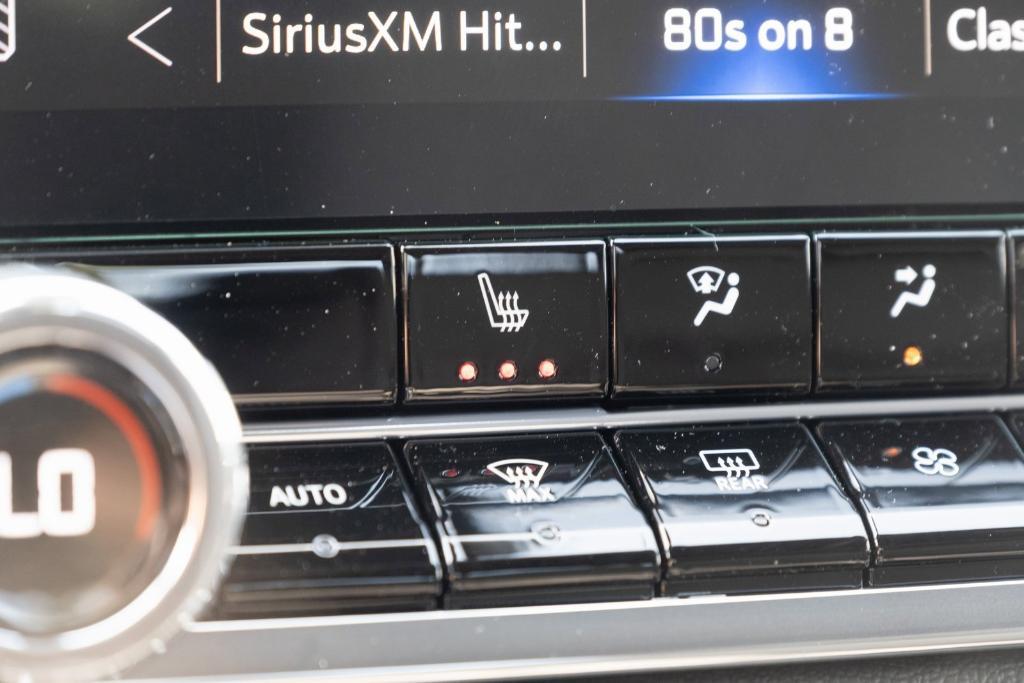 SiriusXM Hit...
80s on 8
Clas
LO
AUTO
MAX
REAR